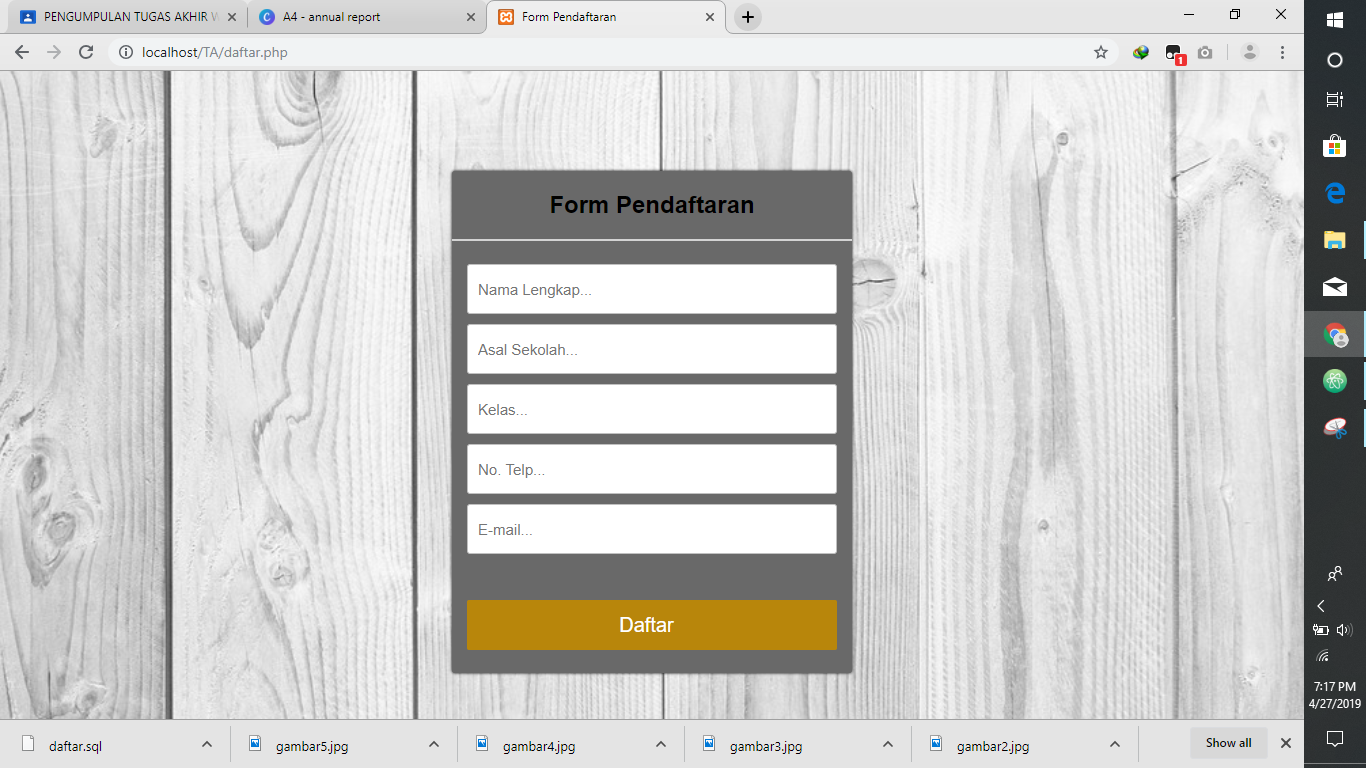 PENGUMPULAN TUGAS AKHIR
A4 - annual report
Form Pendaftaran
localhost/TA/daftar.php
1
Form Pendaftaran
Nama Lengkap...
Asal Sekolah...
Kelas...
No. Telp...
E-mail...
Daftar
7:17 PM
4/27/2019
daftar.sql
gambar5.jpg
gambar4.jpg
gambar3.jpg
gambar2.jpg
Show all